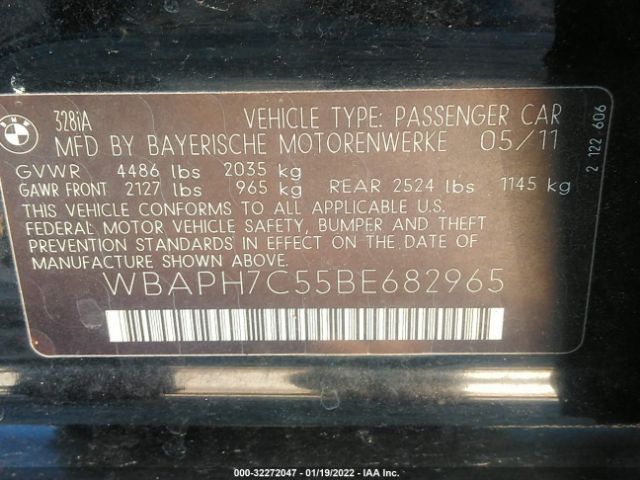 BMW
328iA
VEHICLE TYPE: PASSENGER CAR
MFD BY BAYERISCHE MOTORENWERKE 05/11
GVWR 4486 lbs 2035 kg
GAWR FRONT 2127 lbs 965 kg REAR 2524 lbs 1145 kg
THIS VEHICLE CONFORMS TO ALL APPLICABLE U.S.
FEDERAL MOTOR VEHICLE SAFETY, BUMPER AND THEFT
PREVENTION STANDARDS IN EFFECT ON THE DATE OF
MANUFACTURE SHOWN ABOVE.
WBAPH7C55BE682965
2 122 606
000-32272047 - 01/19/2022 - IAA Inc.